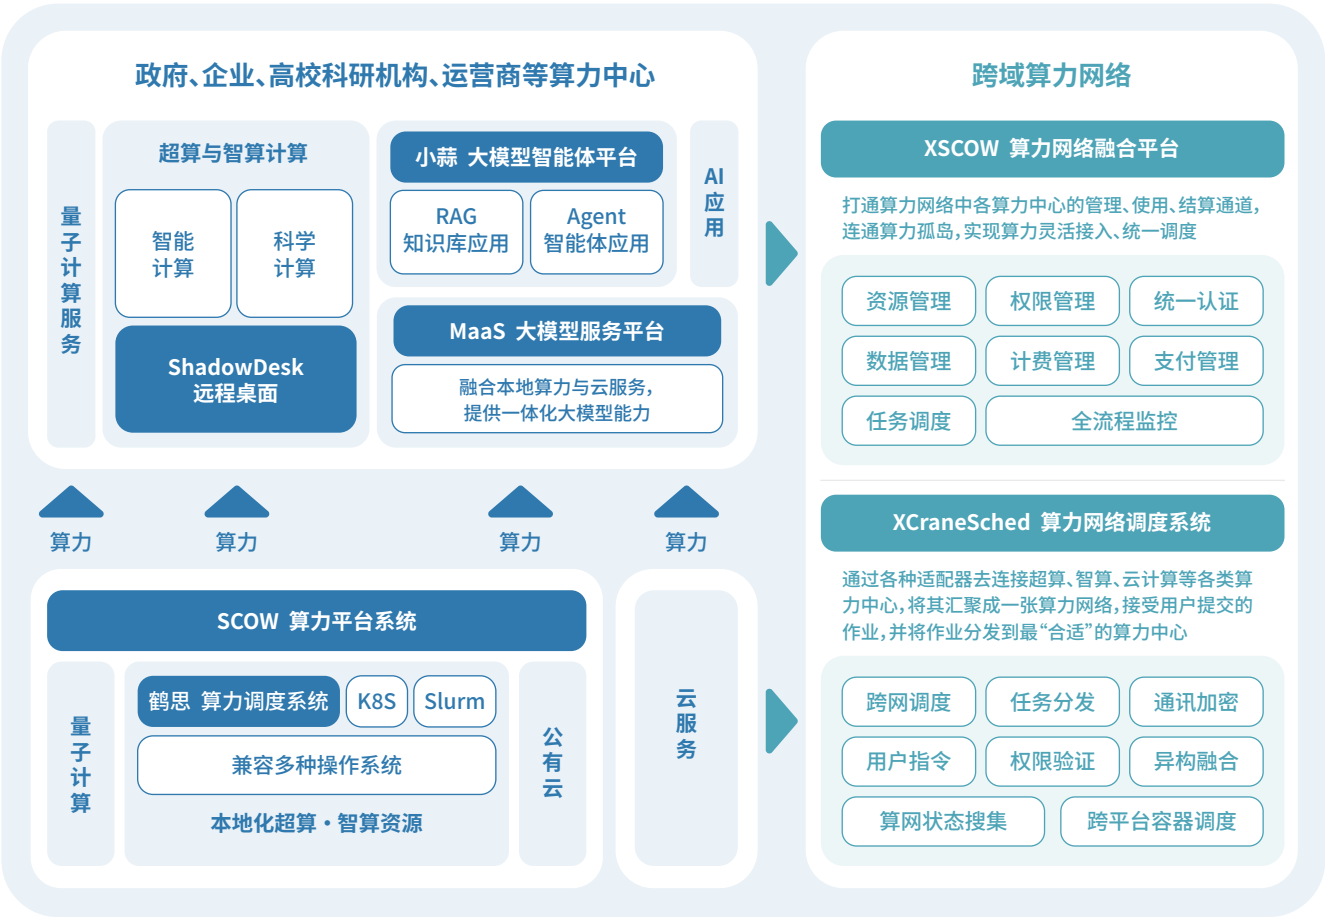 政府、企业、高校科研机构、运营商等算力中心
量子计算服务
超算与智算计算
智能
计算
科学
计算
ShadowDesk
远程桌面
小蒜 大模型智能体平台
RAG
知识库应用
Agent
智能体应用
AI应用
MaaS 大模型服务平台
融合本地算力与云服务,
提供一体化大模型能力
算力
算力
算力
算力
SCOW 算力平台系统
量子计算
鹤思 算力调度系统
K8S
Slurm
兼容多种操作系统
本地化超算·智算资源
公有云
云服务
跨域算力网络
XSCOW 算力网络融合平台
打通算力网络中各算力中心的管理、使用、结算通道,
连通算力孤岛,实现算力灵活接入、统一调度
资源管理
权限管理
统一认证
数据管理
计费管理
支付管理
任务调度
全流程监控
XCraneSched 算力网络调度系统
通过各种适配器去连接超算、智算、云计算等各类算
力中心,将其汇聚成一张算力网络,接受用户提交的
作业,并将作业分发到最“合适”的算力中心
跨网调度
任务分发
通讯加密
用户指令
权限验证
异构融合
算网状态搜集
跨平台容器调度